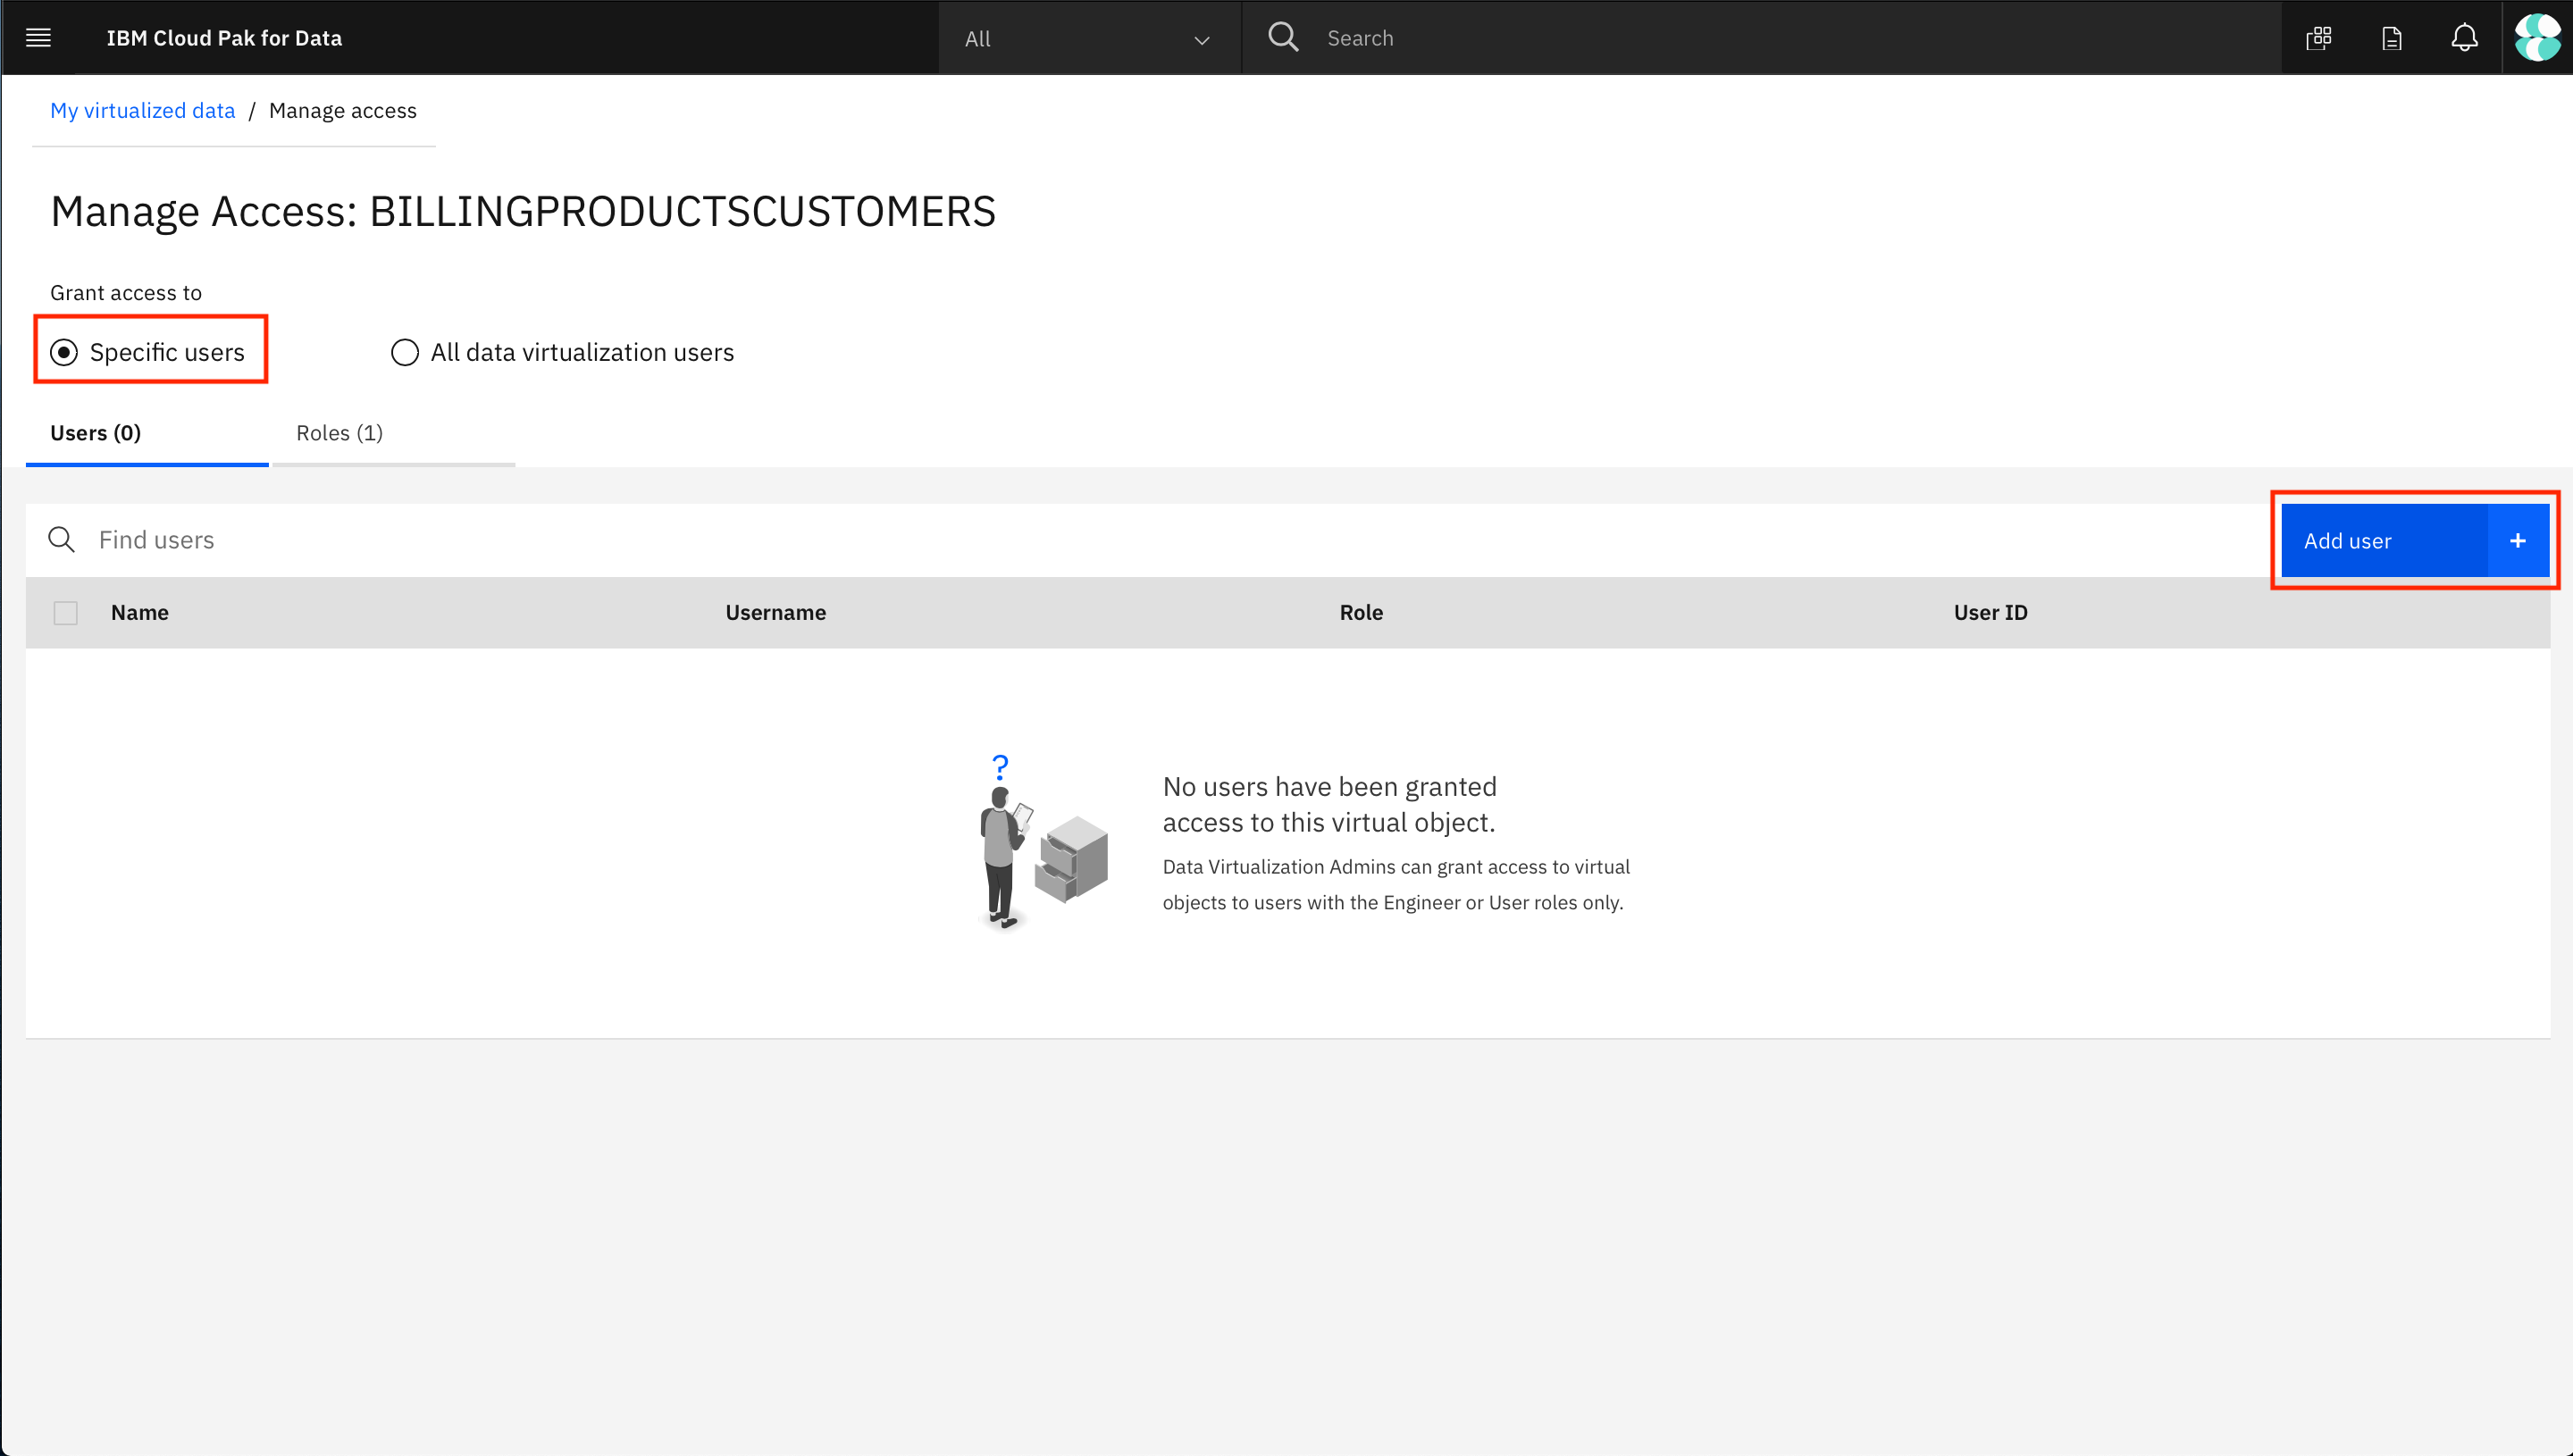 IBM Cloud Pak for Data
All
Search
My virtualized data / Manage access
Manage Access: BILLINGPRODUCTSCUSTOMERS
Grant access to
Specific users
All data virtualization users
Users (0)
Roles (1)
Find users
Add user +
Name
Username
Role
User ID
?
No users have been granted
access to this virtual object.
Data Virtualization Admins can grant access to virtual
objects to users with the Engineer or User roles only.